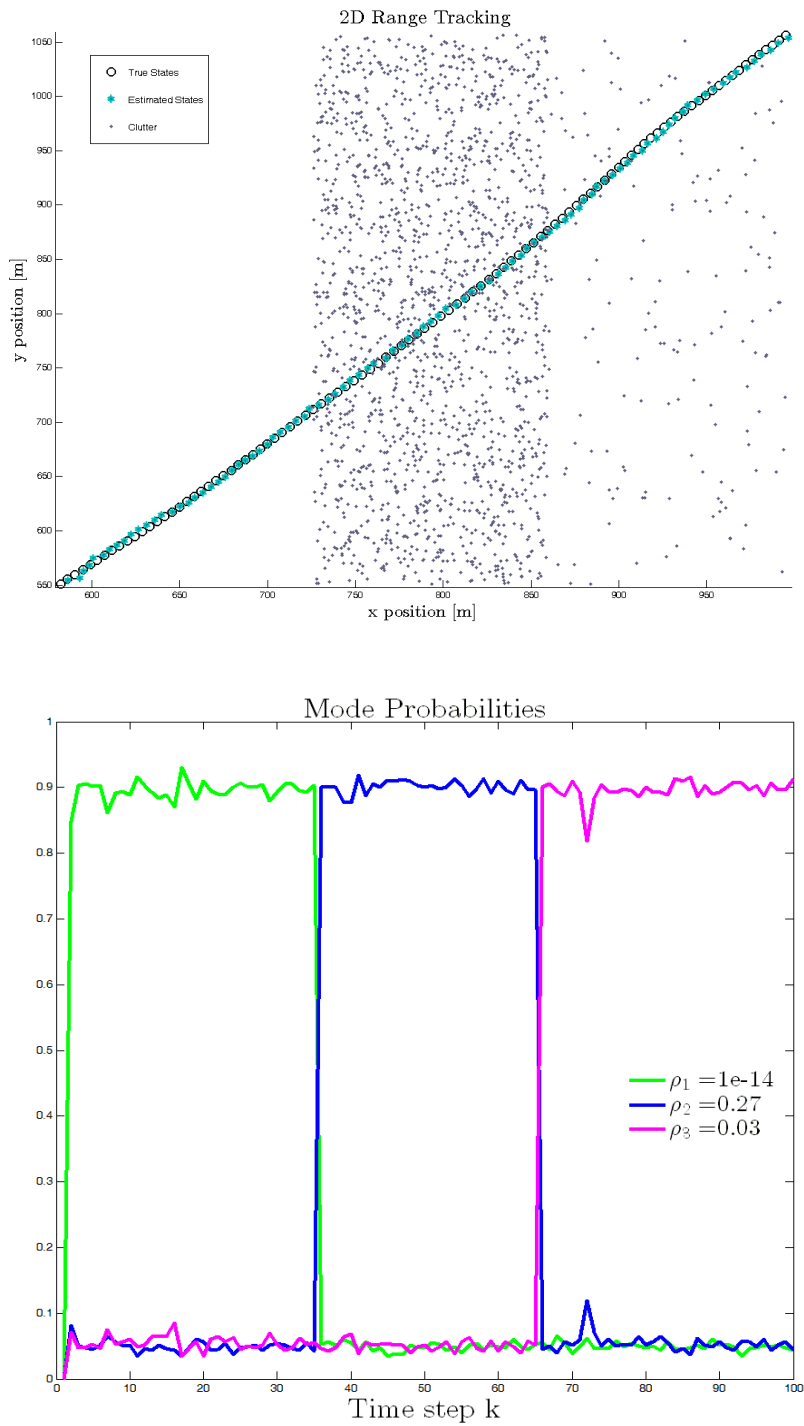 2D Range Tracking
1050
1000
950
900
850
800
750
700
650
600
550
y position [m]
True States
Estimated States
Clutter
600 650 700 750 800 850 900 950
x position [m]
Mode Probabilities
1
0.9
0.8
0.7
0.6
0.5
0.4
0.3
0.2
0.1
0
ρ₁ =1e-14
ρ₂ =0.27
ρ₃ =0.03
0 10 20 30 40 50 60 70 80 90 100
Time step k